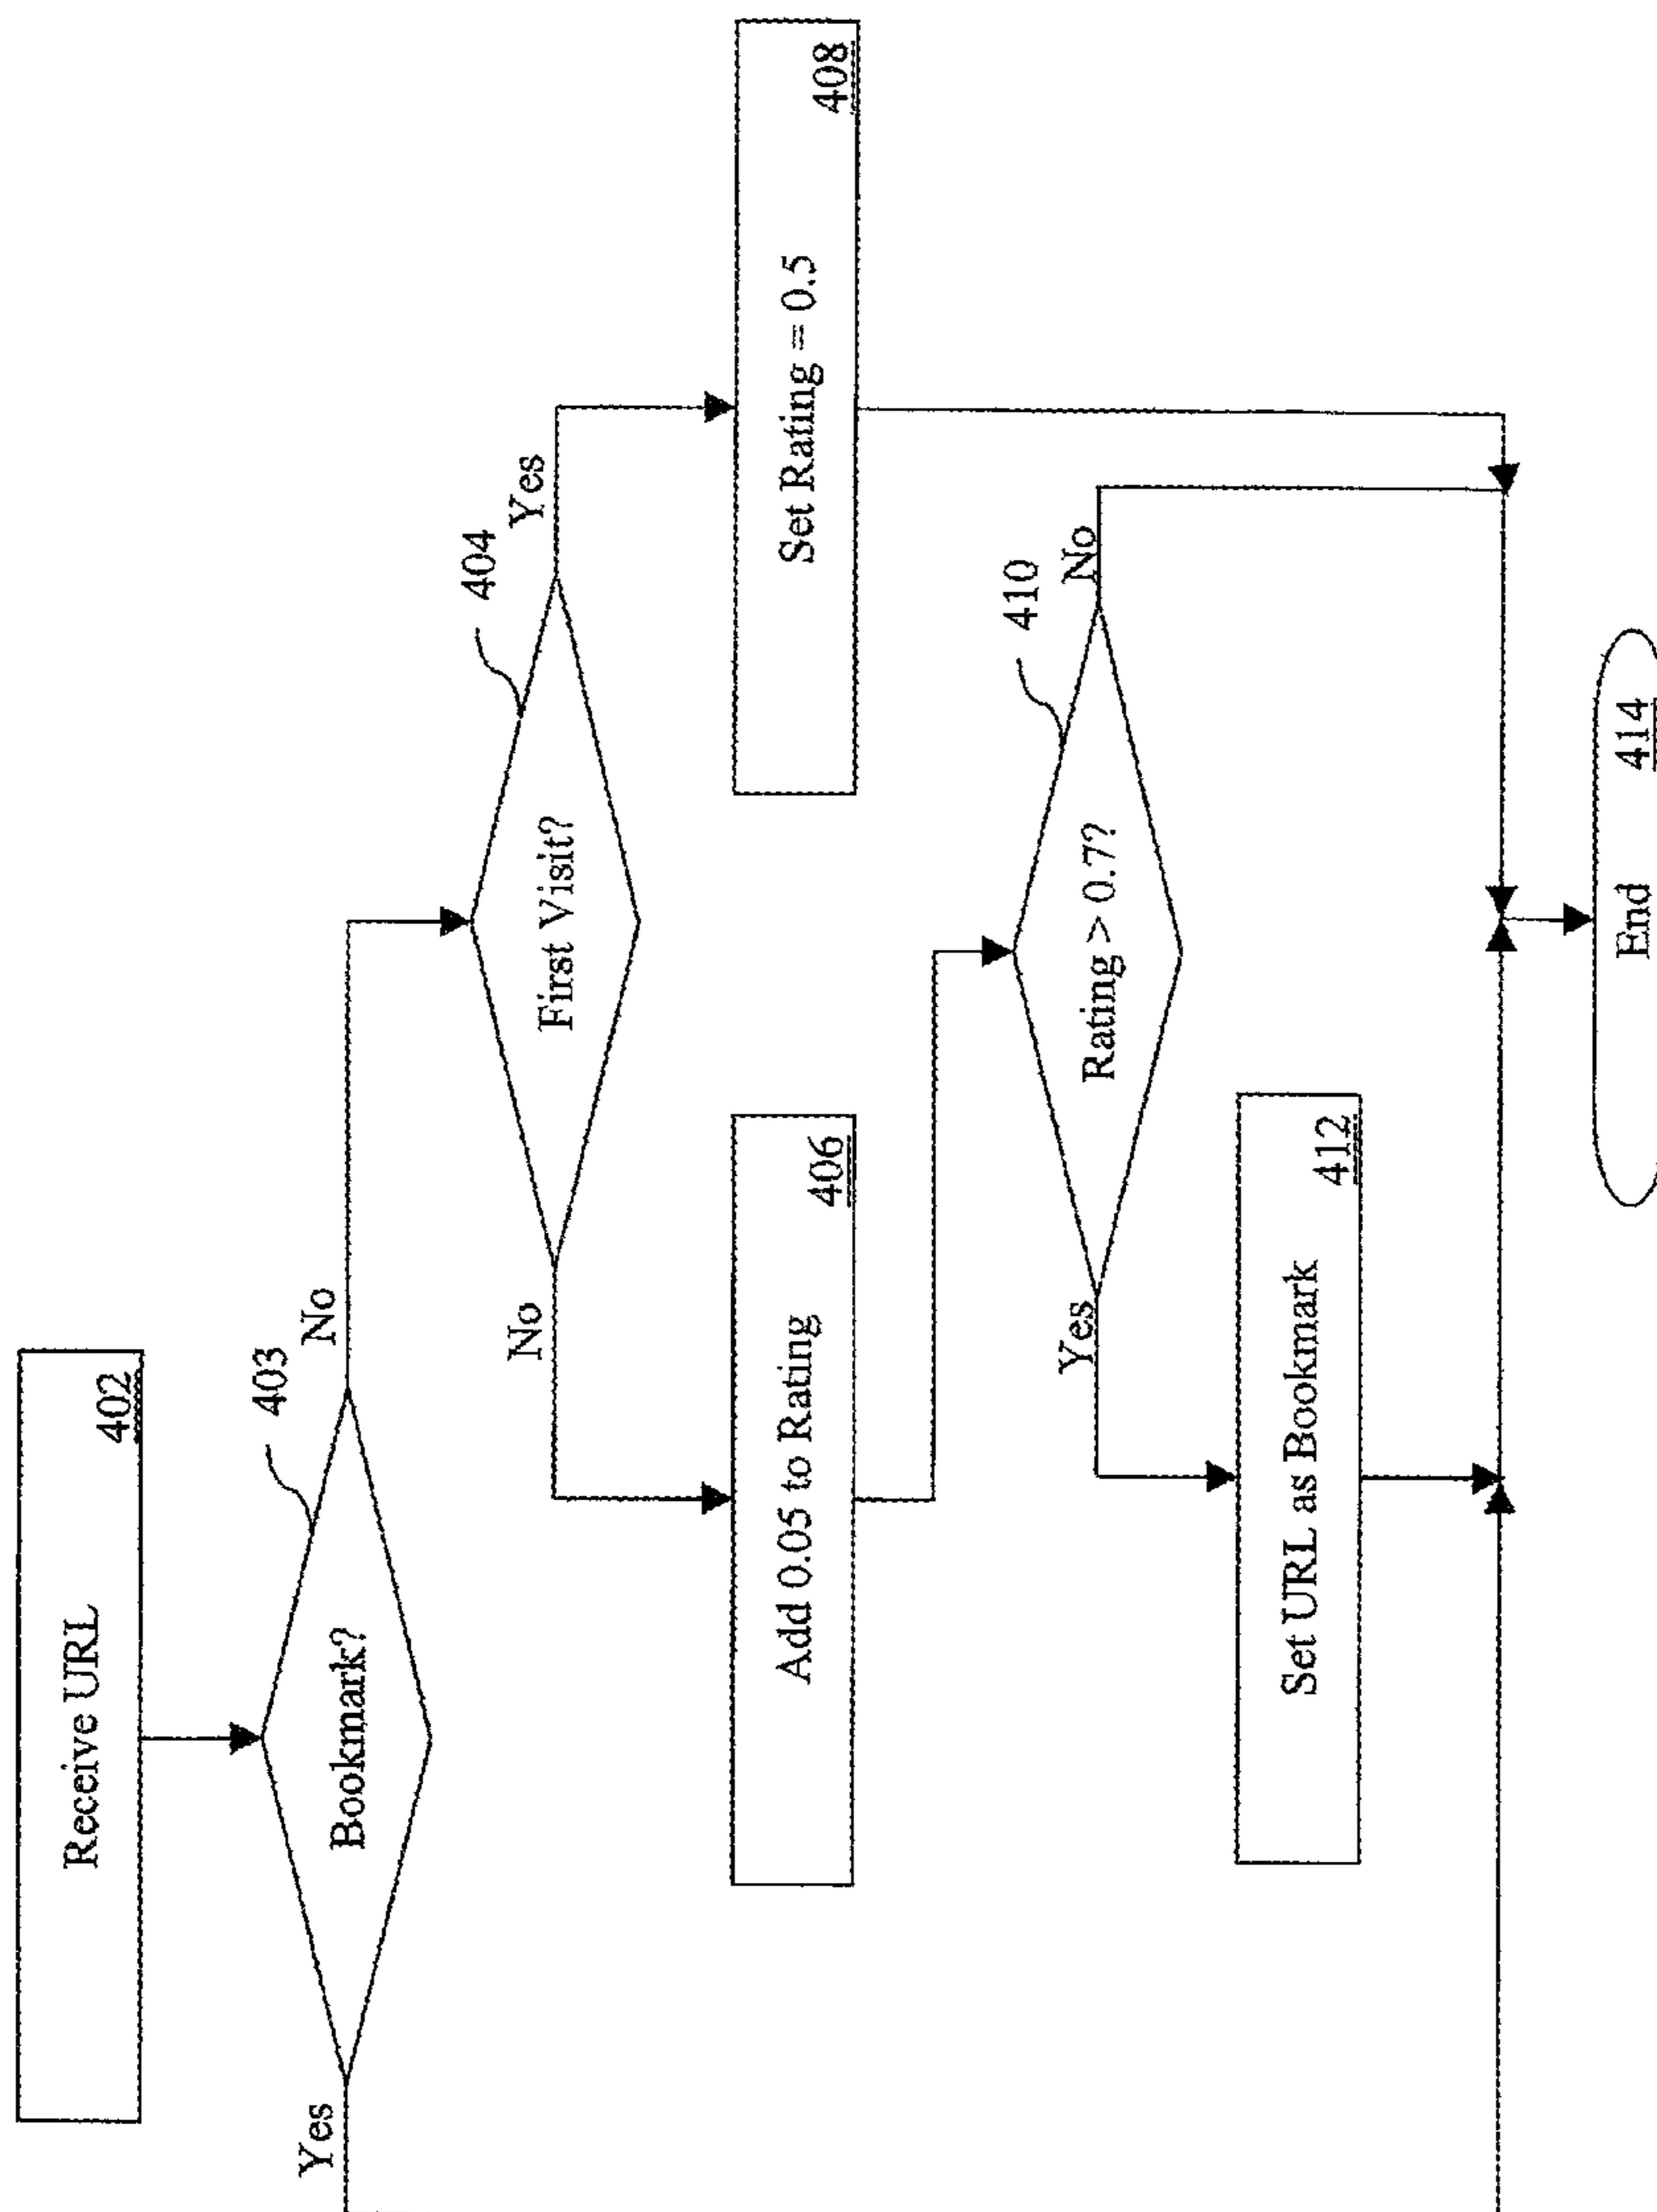 Receive URL
402
403
Bookmark?
Yes
No
404
First Visit?
No
Yes
Add 0.05 to Rating
406
Set Rating = 0.5
408
410
Rating > 0.7?
Yes
No
Set URL as Bookmark
412
End
414